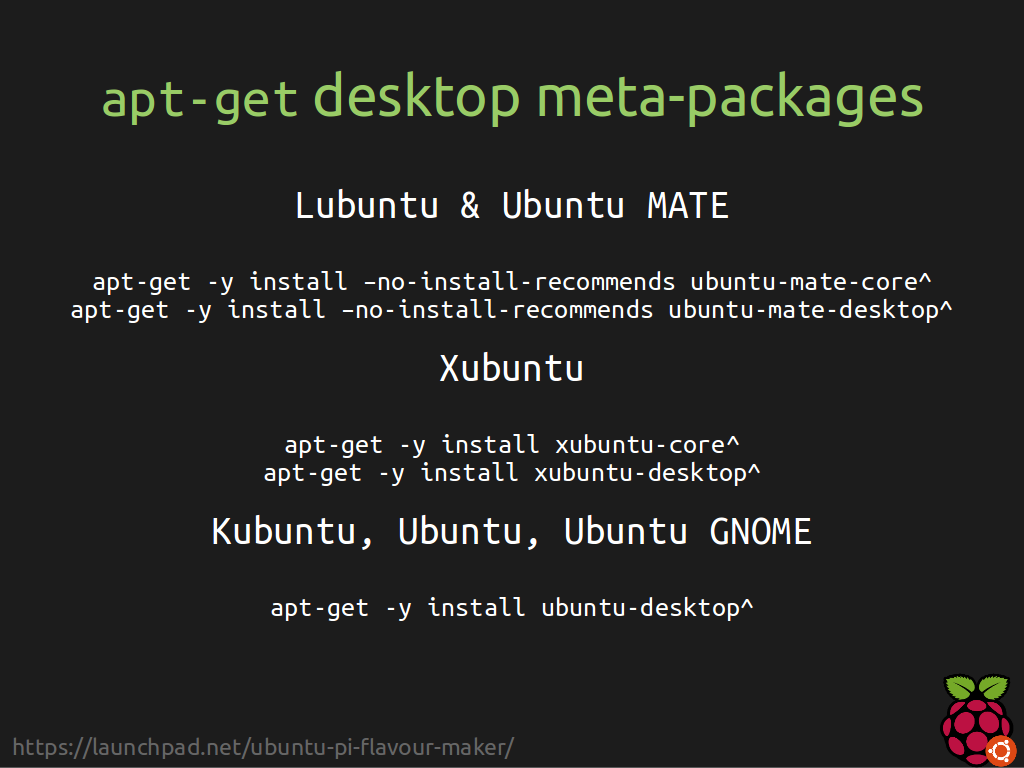 apt-get desktop meta-packages
Lubuntu & Ubuntu MATE
apt-get -y install –no-install-recommends ubuntu-mate-core^
apt-get -y install –no-install-recommends ubuntu-mate-desktop^
Xubuntu
apt-get -y install xubuntu-core^
apt-get -y install xubuntu-desktop^
Kubuntu, Ubuntu, Ubuntu GNOME
apt-get -y install ubuntu-desktop^
https://launchpad.net/ubuntu-pi-flavour-maker/